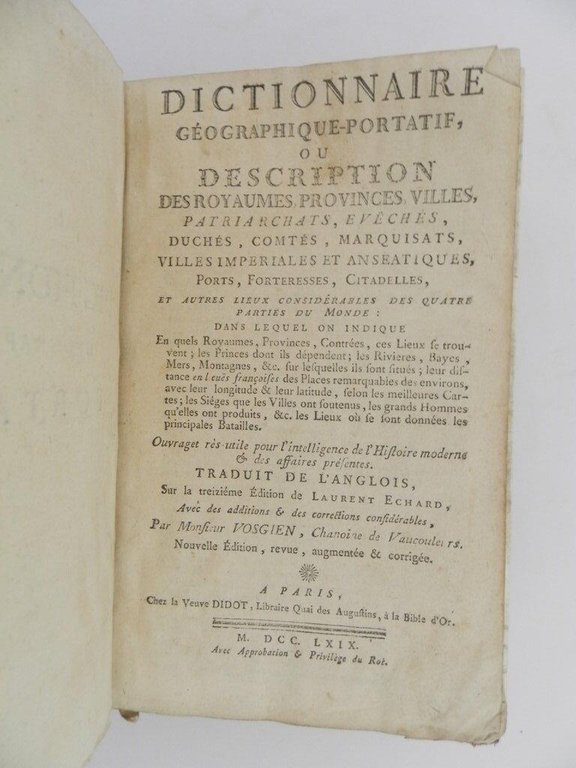 DICTIONNAIRE
GÉOGRAPHIQUE-PORTATIF,
OU
DESCRIPTION
DES ROYAUMES, PROVINCES, VILLES,
PATRIARCHATS, EVÊCHÉS,
DUCHÉS, COMTÉS, MARQUISATS,
VILLES IMPERIALES ET ANSEATIQUES,
PORTS, FORTERESSES, CITADELLES,
ET AUTRES LIEUX CONSIDÉRABLES DES QUATRE
PARTIES DU MONDE:
DANS LEQUEL ON INDIQUE
En quels Royaumes, Provinces, Contrées, ces Lieux se trou-
vent; les Princes dont ils dépendent; les Rivieres, Bayes,
Mers, Montagnes, &c. sur lesquelles ils sont situés; leur dis-
tance en lieuës françoises des Places remarquables des environs,
avec leur longitude & leur latitude, selon les meilleures Car-
tes; les Siéges que les Villes ont soutenus, les grands Hommes
qu'elles ont produits, &c. les Lieux où se sont données les
principales Batailles.
Ouvraget rès-utile pour l'intelligence de l'Histoire moderne
& des affaires présentes.
TRADUIT DE L'ANGLOIS,
Sur la treiziéme Édition de LAURENT ECHARD,
Avec des additions & des corrections considérables,
Par Monsieur VOSGIEN, Chanoine de Vaucouleurs.
Nouvelle Édition, revue, augmentée & corrigée.
A PARIS,
Chez la Veuve DIDOT, Libraire Quai des Augustins, à la Bible d'Or.
M. DCC. LXIX.
Avec Approbation & Privilége du Roi.